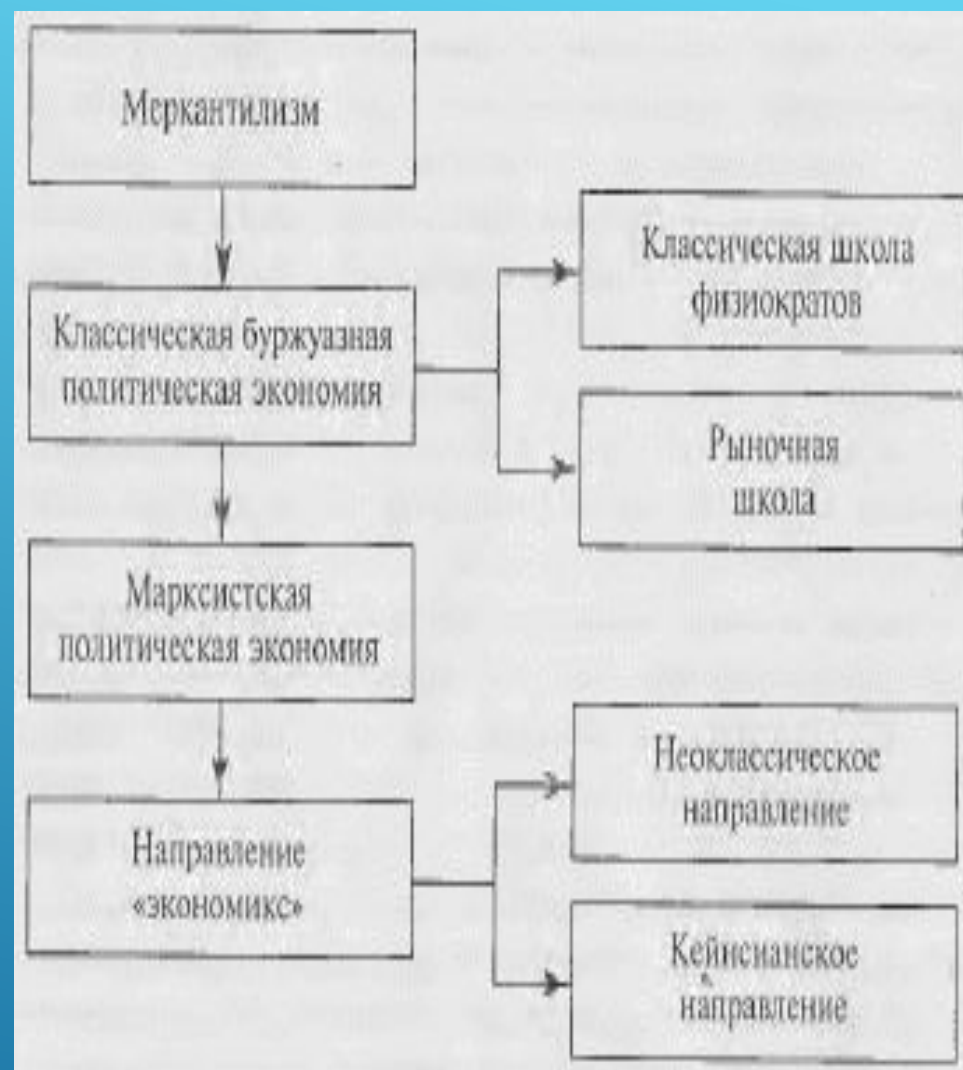 Меркантилизм
Классическая школа
физиократов
Классическая буржуазная
политическая экономия
Рыночная
школа
Марксистская
политическая экономия
Неоклассическое
направление
Направление
«экономикс»
Кейнсианское
направление